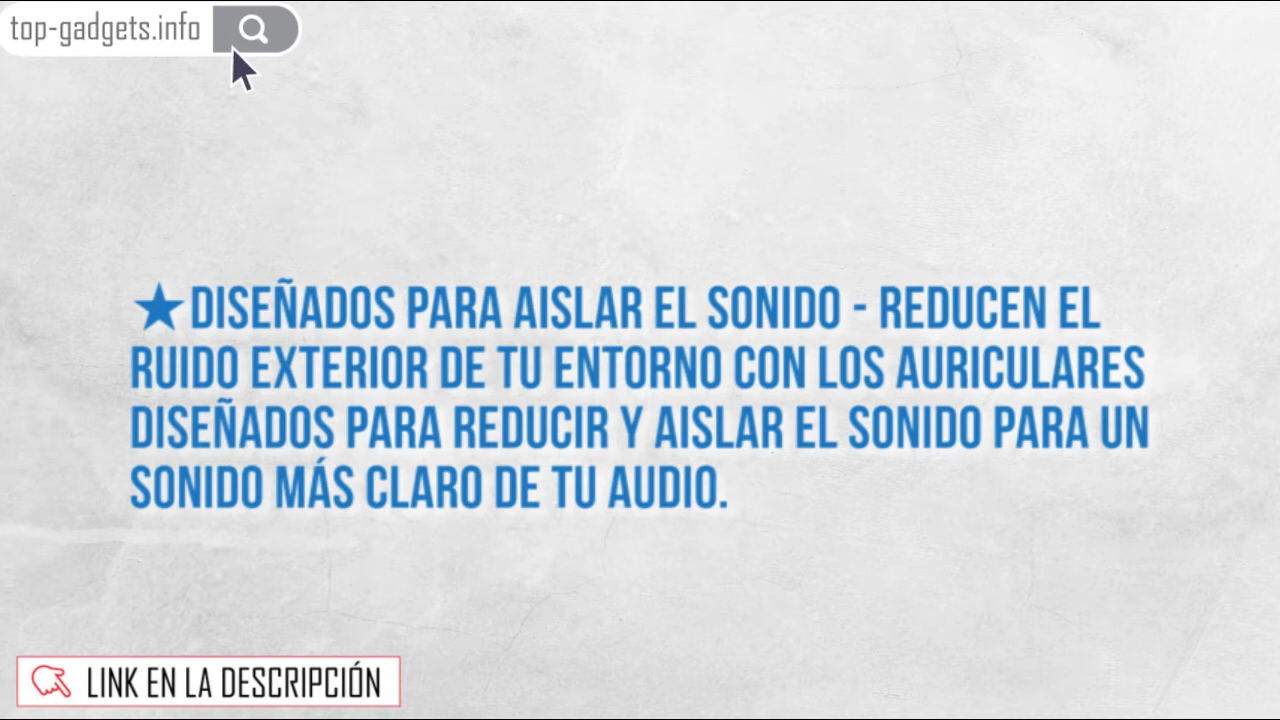 top-gadgets.info
★DISEÑADOS PARA AISLAR EL SONIDO - REDUCEN EL
RUIDO EXTERIOR DE TU ENTORNO CON LOS AURICULARES
DISEÑADOS PARA REDUCIR Y AISLAR EL SONIDO PARA UN
SONIDO MÁS CLARO DE TU AUDIO.
LINK EN LA DESCRIPCIÓN